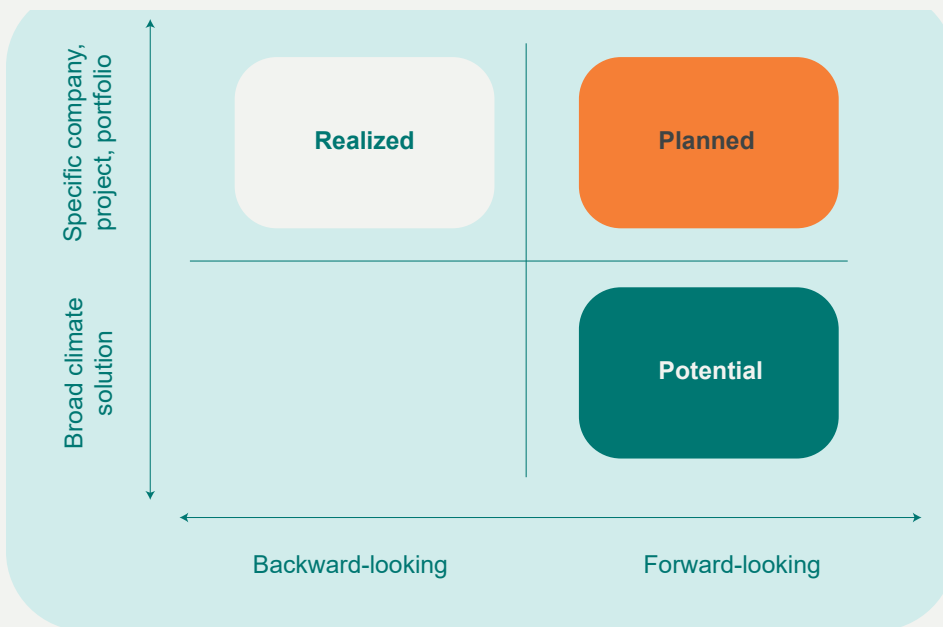 Specific company,
project, portfolio
Realized
Planned
Broad climate
solution
Potential
Backward-looking
Forward-looking